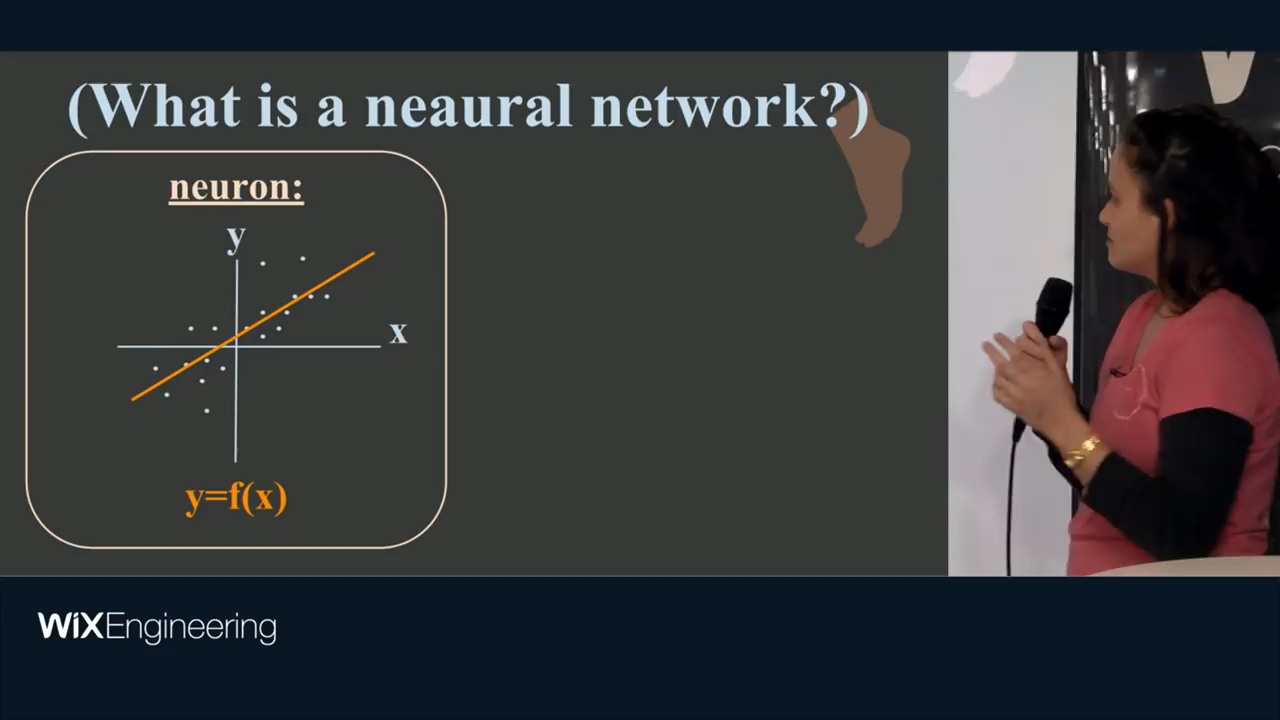 (What is a neaural network?)
neuron:
y
x
y=f(x)
WiXEngineering